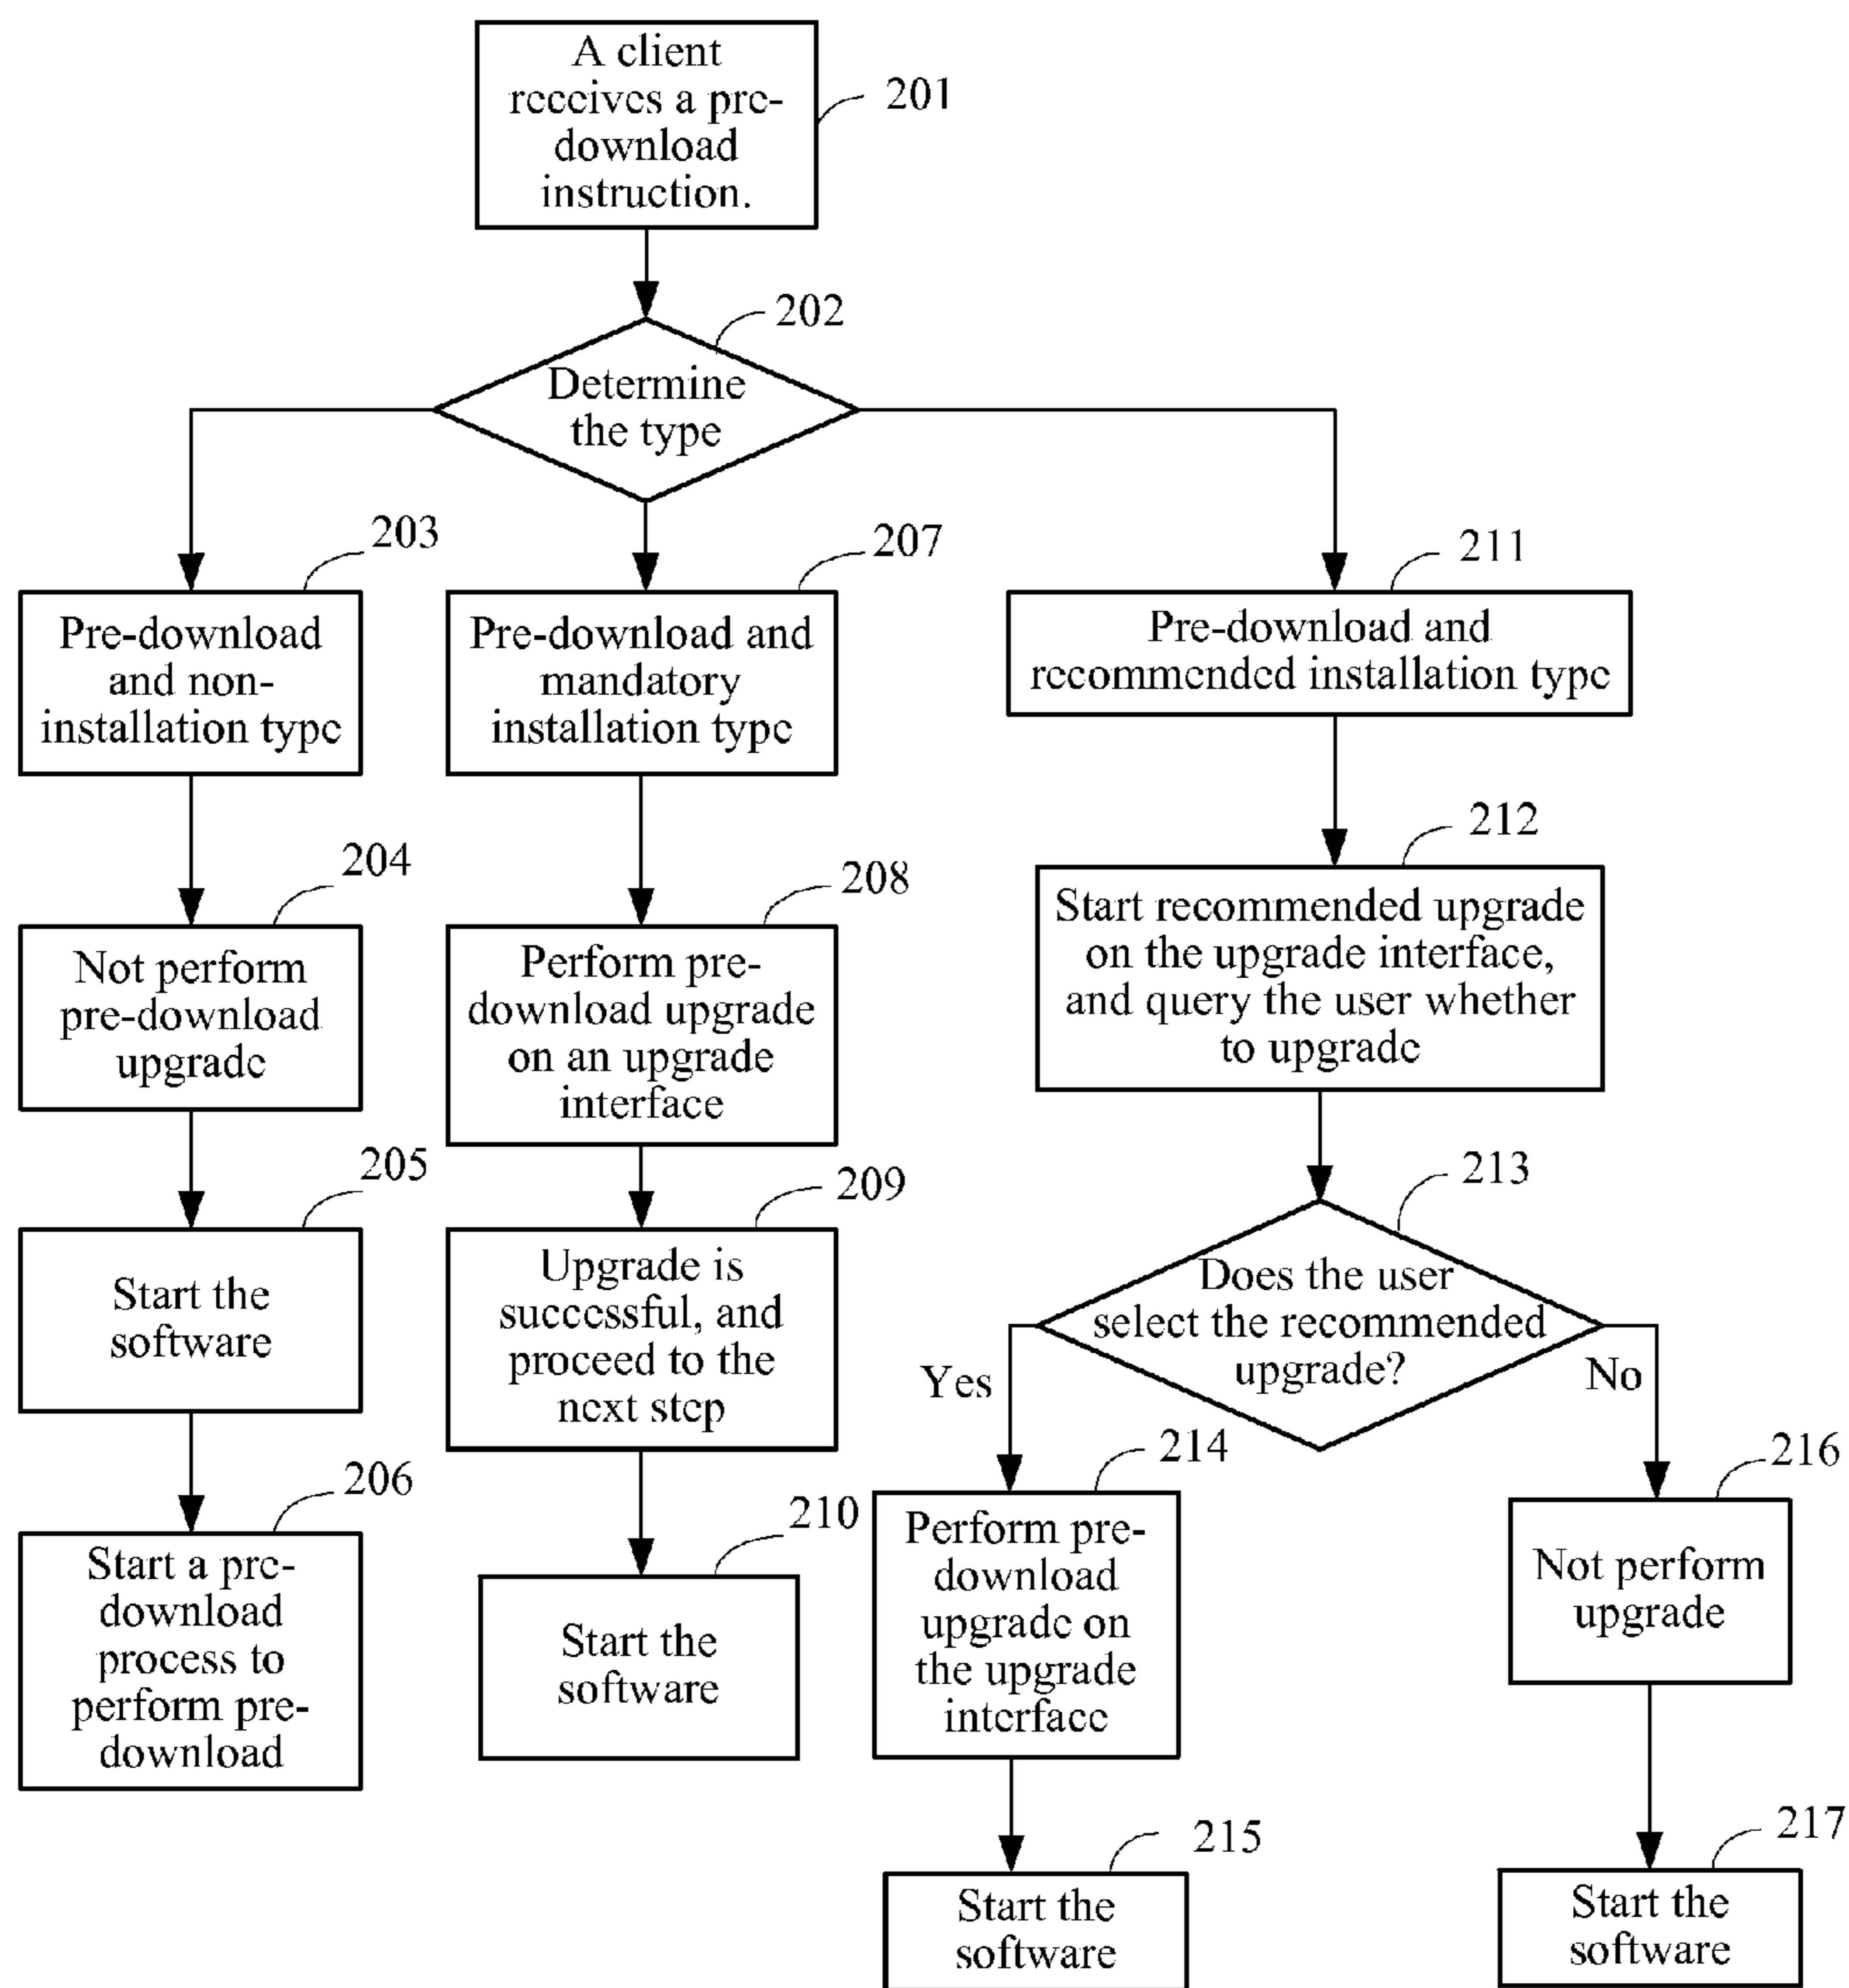 A client
receives a pre-
download
instruction.
201
202
Determine
the type
203
Pre-download
and non-
installation type
207
Pre-download and
mandatory
installation type
211
Pre-download and
recommended installation type
204
Not perform
pre-download
upgrade
208
Perform pre-
download upgrade
on an upgrade
interface
212
Start recommended upgrade
on the upgrade interface,
and query the user whether
to upgrade
205
Start the
software
209
Upgrade is
successful, and
proceed to the
next step
213
Does the user
select the recommended
upgrade?
Yes
No
206
Start a pre-
download
process to
perform pre-
download
210
Start the
software
214
Perform pre-
download
upgrade on
the upgrade
interface
216
Not perform
upgrade
215
Start the
software
217
Start the
software